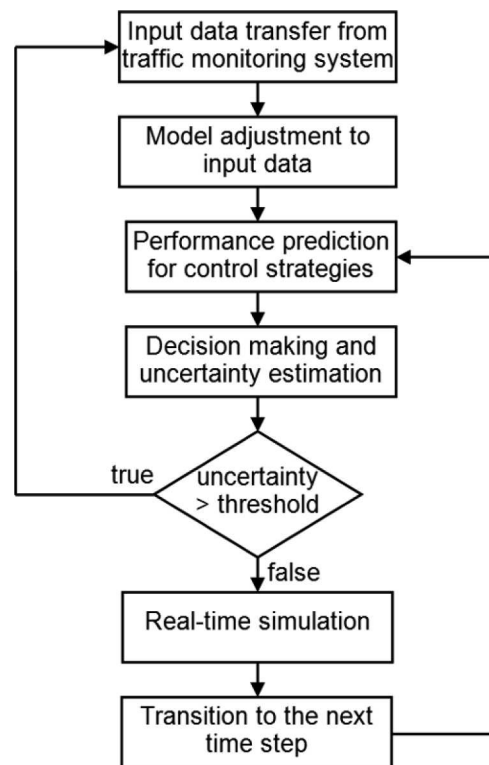 Input data transfer from
traffic monitoring system
Model adjustment to
input data
Performance prediction
for control strategies
Decision making and
uncertainty estimation
true
uncertainty
> threshold
false
Real-time simulation
Transition to the next
time step